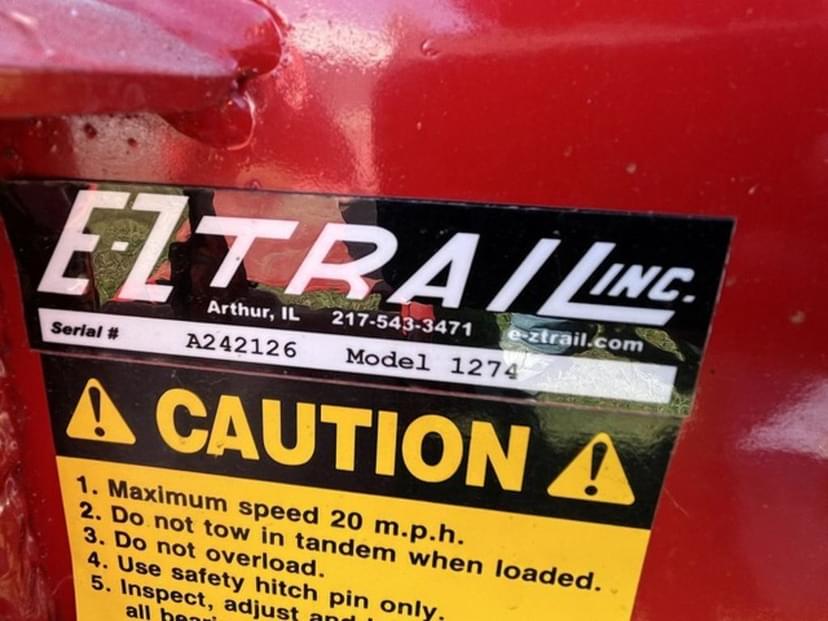 E-Z TRAIL INC.
Arthur, IL 217-543-3471 e-ztrail.com
Serial # A242126 Model 1274
CAUTION
1. Maximum speed 20 m.p.h.
2. Do not tow in tandem when loaded.
3. Do not overload.
4. Use safety hitch pin only.
5. Inspect, adjust and
all